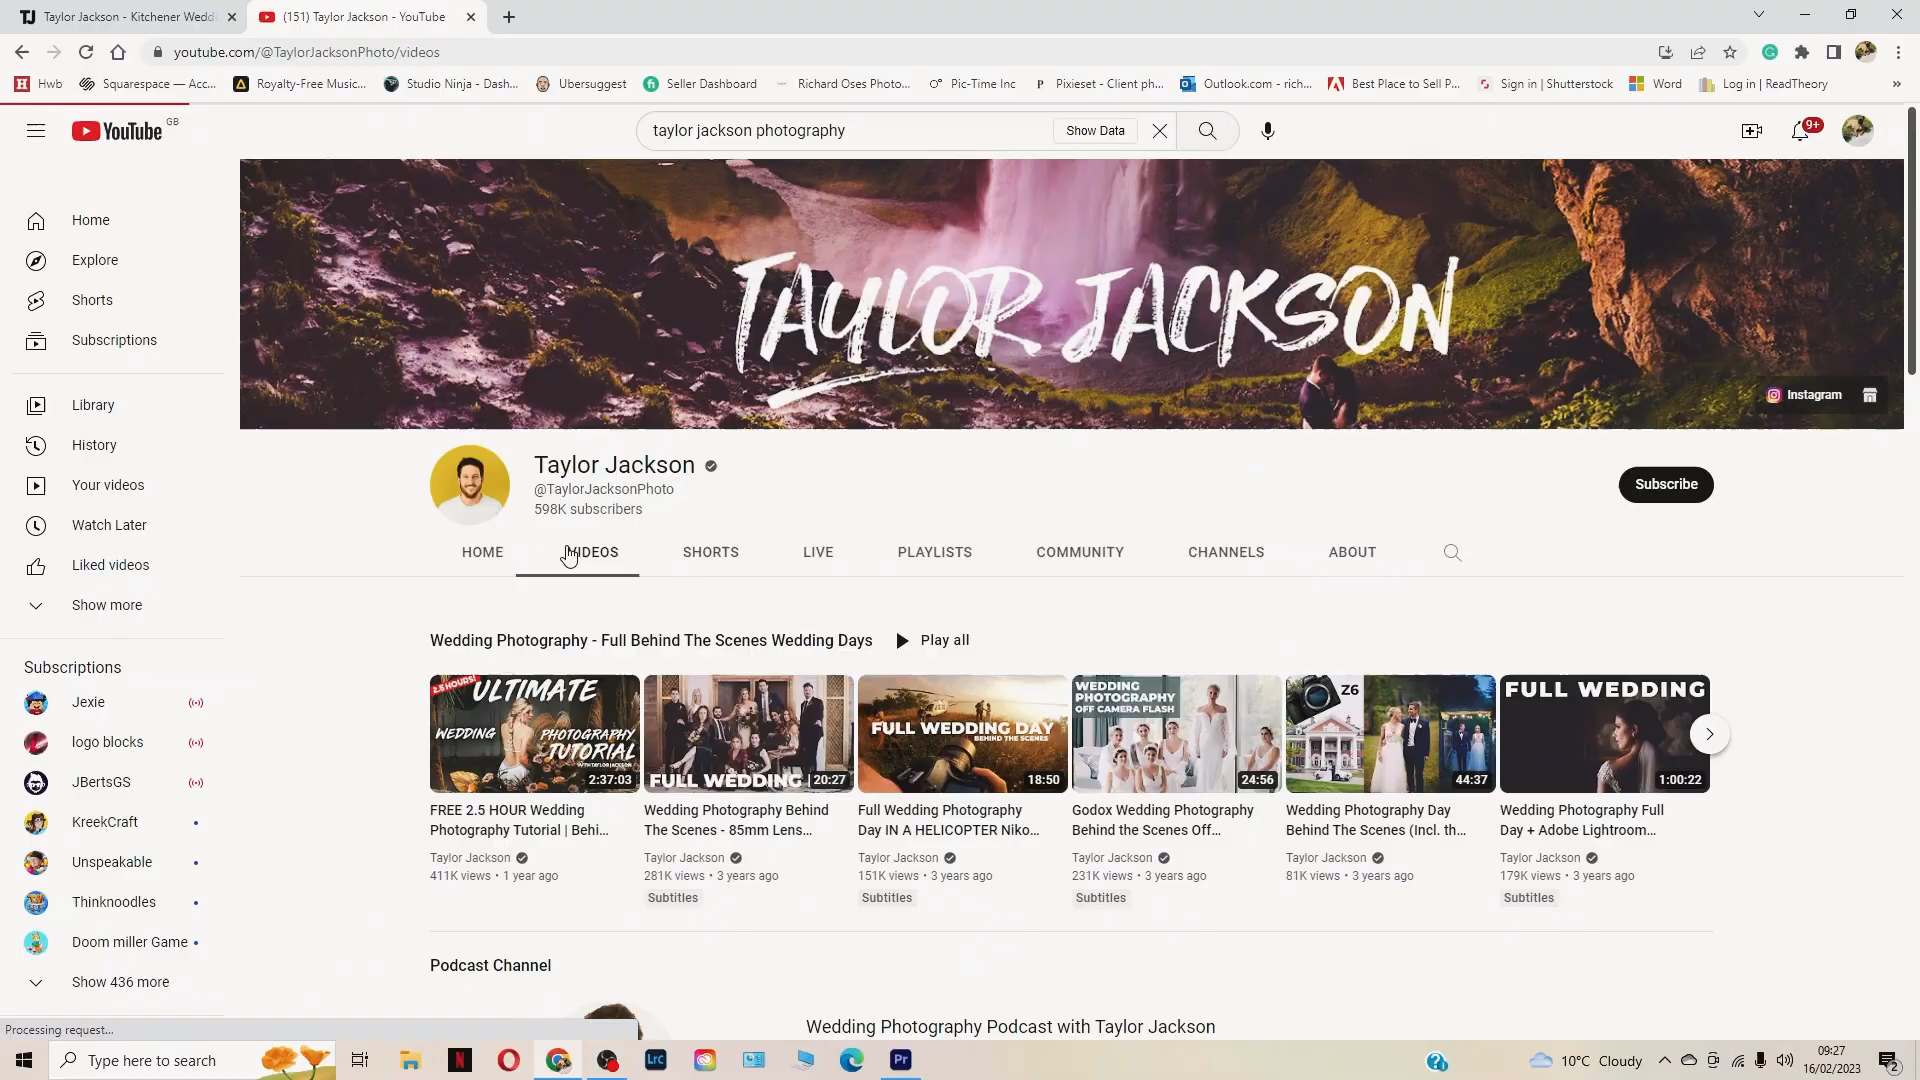 Taylor Jackson - Kitchener Wedd
(151) Taylor Jackson - YouTube
youtube.com/@TaylorJacksonPhoto/videos
Hwb
Squarespace — Acc...
Royalty-Free Music...
Studio Ninja - Dash...
Ubersuggest
Seller Dashboard
Richard Oses Photo...
Pic-Time Inc
Pixieset - Client ph...
Outlook.com - rich...
Best Place to Sell P...
Sign in | Shutterstock
Word
Log in | ReadTheory
YouTube GB
taylor jackson photography
Show Data
9+
Home
Explore
Shorts
Subscriptions
Library
History
Your videos
Watch Later
Liked videos
Show more
Subscriptions
Jexie
logo blocks
JBertsGS
KreekCraft
Unspeakable
Thinknoodles
Doom miller Game
Show 436 more
TAYLOR JACKSON
Instagram
Taylor Jackson
@TaylorJacksonPhoto
598K subscribers
Subscribe
HOME
VIDEOS
SHORTS
LIVE
PLAYLISTS
COMMUNITY
CHANNELS
ABOUT
Wedding Photography - Full Behind The Scenes Wedding Days
Play all
2.5 HOURS!
ULTIMATE
WEDDING PHOTOGRAPHY
TUTORIAL
WITH TAYLOR JACKSON
2:37:03
FREE 2.5 HOUR Wedding
Photography Tutorial | Behi...
Taylor Jackson
411K views • 1 year ago
FULL WEDDING
20:27
Wedding Photography Behind
The Scenes - 85mm Lens...
Taylor Jackson
281K views • 3 years ago
Subtitles
FULL WEDDING DAY
BEHIND THE SCENES
18:50
Full Wedding Photography
Day IN A HELICOPTER Niko...
Taylor Jackson
151K views • 3 years ago
Subtitles
WEDDING
PHOTOGRAPHY
OFF CAMERA FLASH
24:56
Godox Wedding Photography
Behind the Scenes Off...
Taylor Jackson
231K views • 3 years ago
Subtitles
Z6
44:37
Wedding Photography Day
Behind The Scenes (Incl. th...
Taylor Jackson
81K views • 3 years ago
FULL WEDDING
1:00:22
Wedding Photography Full
Day + Adobe Lightroom...
Taylor Jackson
179K views • 3 years ago
Subtitles
Podcast Channel
Wedding Photography Podcast with Taylor Jackson
Processing request...
Type here to search
Lrc
Pr
10°C Cloudy
09:27
16/02/2023
2